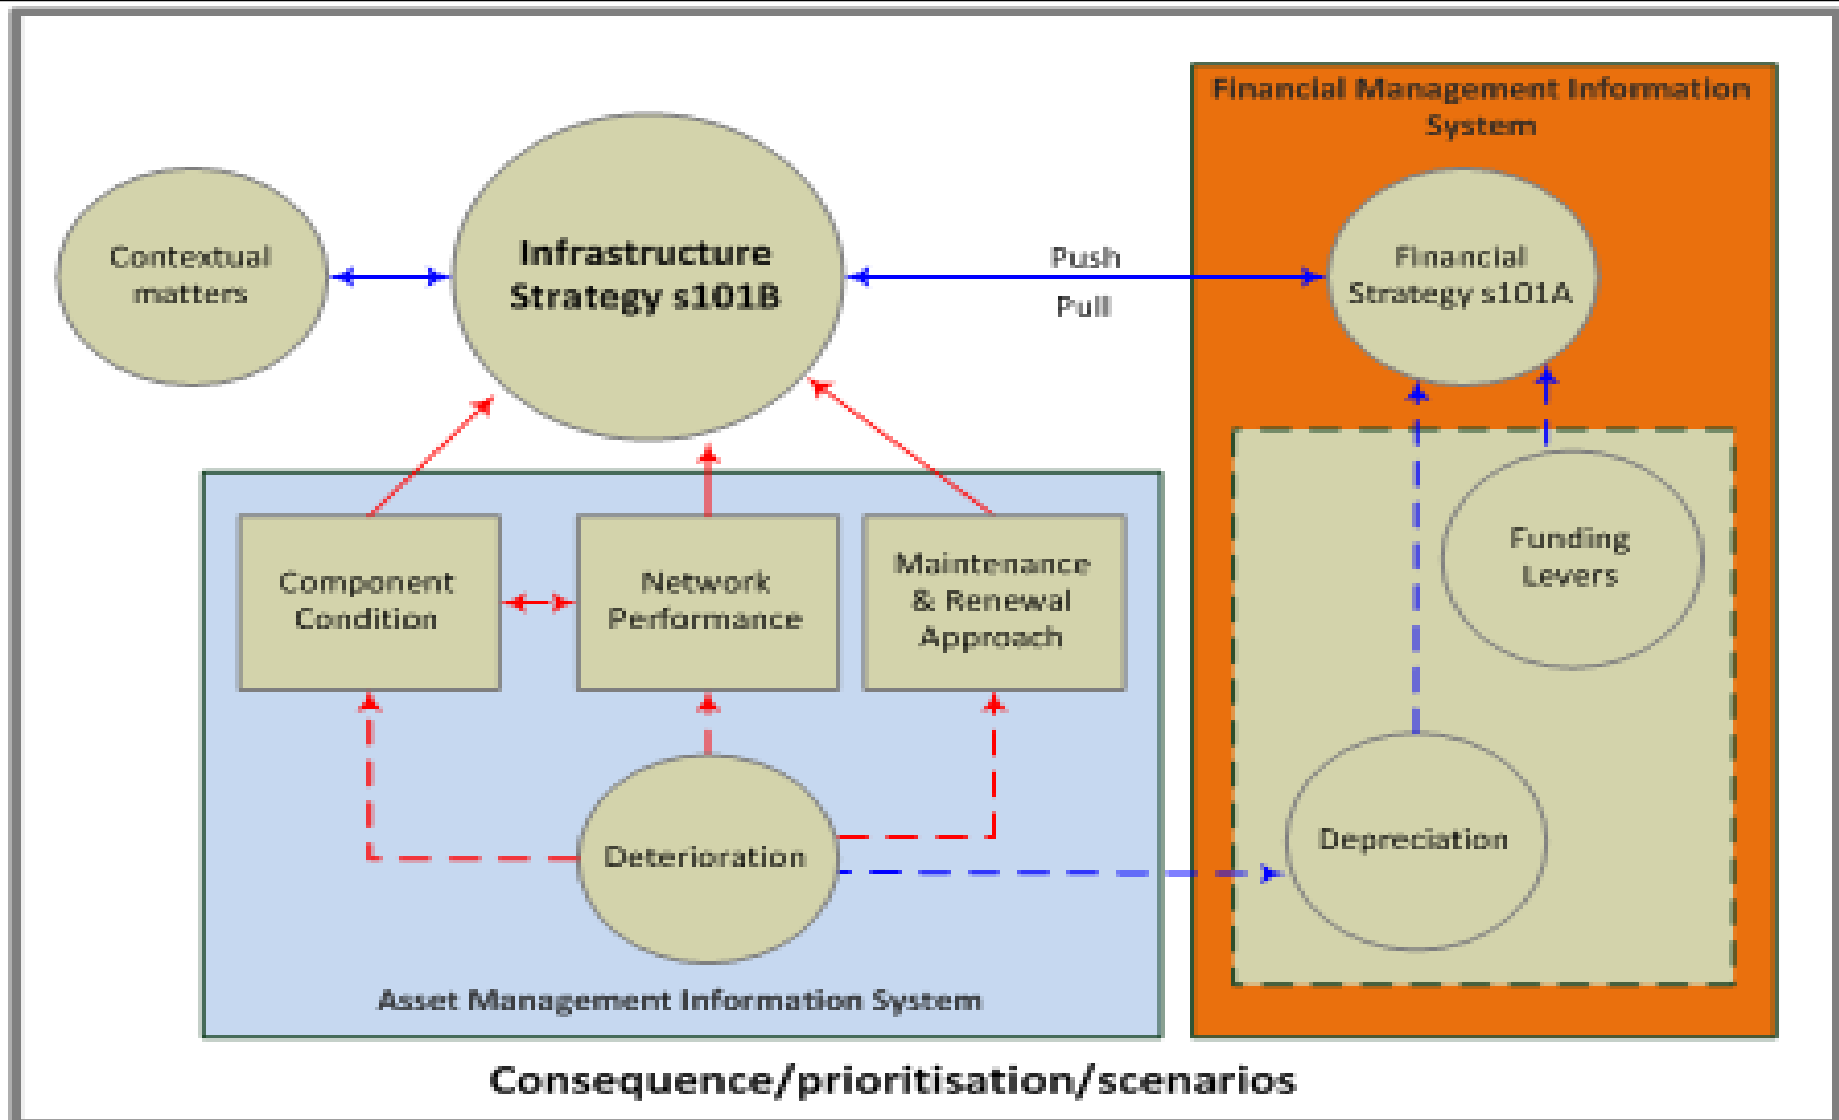 Financial Management Information
System
Contextual
matters
Infrastructure
Strategy s101B
Push
Pull
Financial
Strategy s101A
Component
Condition
Network
Performance
Maintenance
& Renewal
Approach
Funding
Levers
Deterioration
Depreciation
Asset Management Information System
Consequence/prioritisation/scenarios